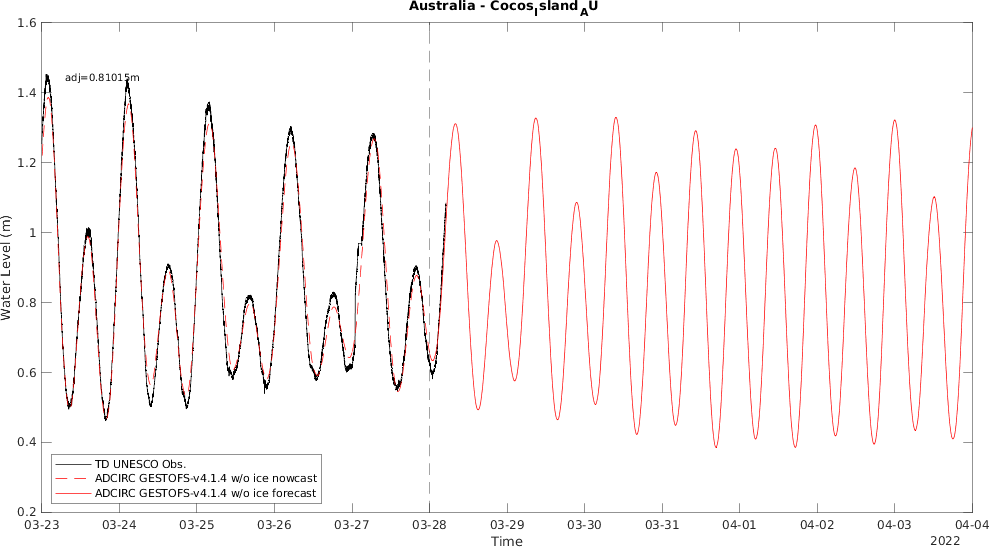 Australia - Cocos_Island_AU
adj=0.81015m
1.6
1.4
1.2
1
0.8
0.6
0.4
0.2
Water Level (m)
TD UNESCO Obs.
ADCIRC GESTOFS-v4.1.4 w/o ice nowcast
ADCIRC GESTOFS-v4.1.4 w/o ice forecast
03-23 03-24 03-25 03-26 03-27 03-28 03-29 03-30 03-31 04-01 04-02 04-03 04-04
Time
2022